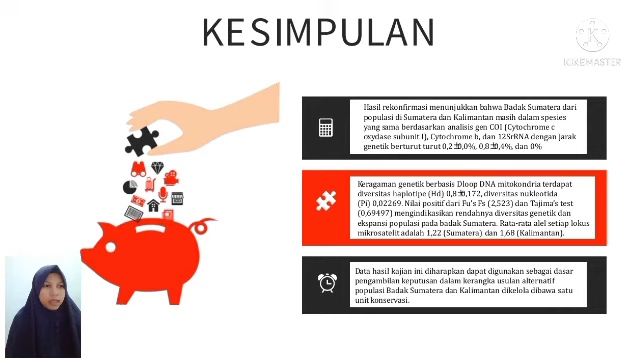 KESIMPULAN
KINEMASTER
Hasil rekonfirmasi menunjukkan bahwa Badak Sumatera dari
populasi di Sumatera dan Kalimantan masih dalam spesies
yang sama berdasarkan analisis gen COI (Cytochrome c
oxydase subunit I), Cytochrome b, dan 12SrRNA dengan jarak
genetik berturut turut 0,2±0,0%, 0,8±0,4%, dan 0%
Keragaman genetik berbasis Dloop DNA mitokondria terdapat
diversitas haplotipe (Hd) 0,8±0,172, diversitas nukleotida
(Pi) 0,02269. Nilai positif dari Fu's Fs (2,523) dan Tajima's test
(0,69497) mengindikasikan rendahnya diversitas genetik dan
ekspansi populasi pada badak Sumatera. Rata-rata alel setiap lokus
mikrosatelit adalah 1,22 (Sumatera) dan 1,68 (Kalimantan).
Data hasil kajian ini diharapkan dapat digunakan sebagai dasar
pengambilan keputusan dalam kerangka usulan alternatif
populasi Badak Sumatera dan Kalimantan dikelola dibawa satu
unit konservasi.